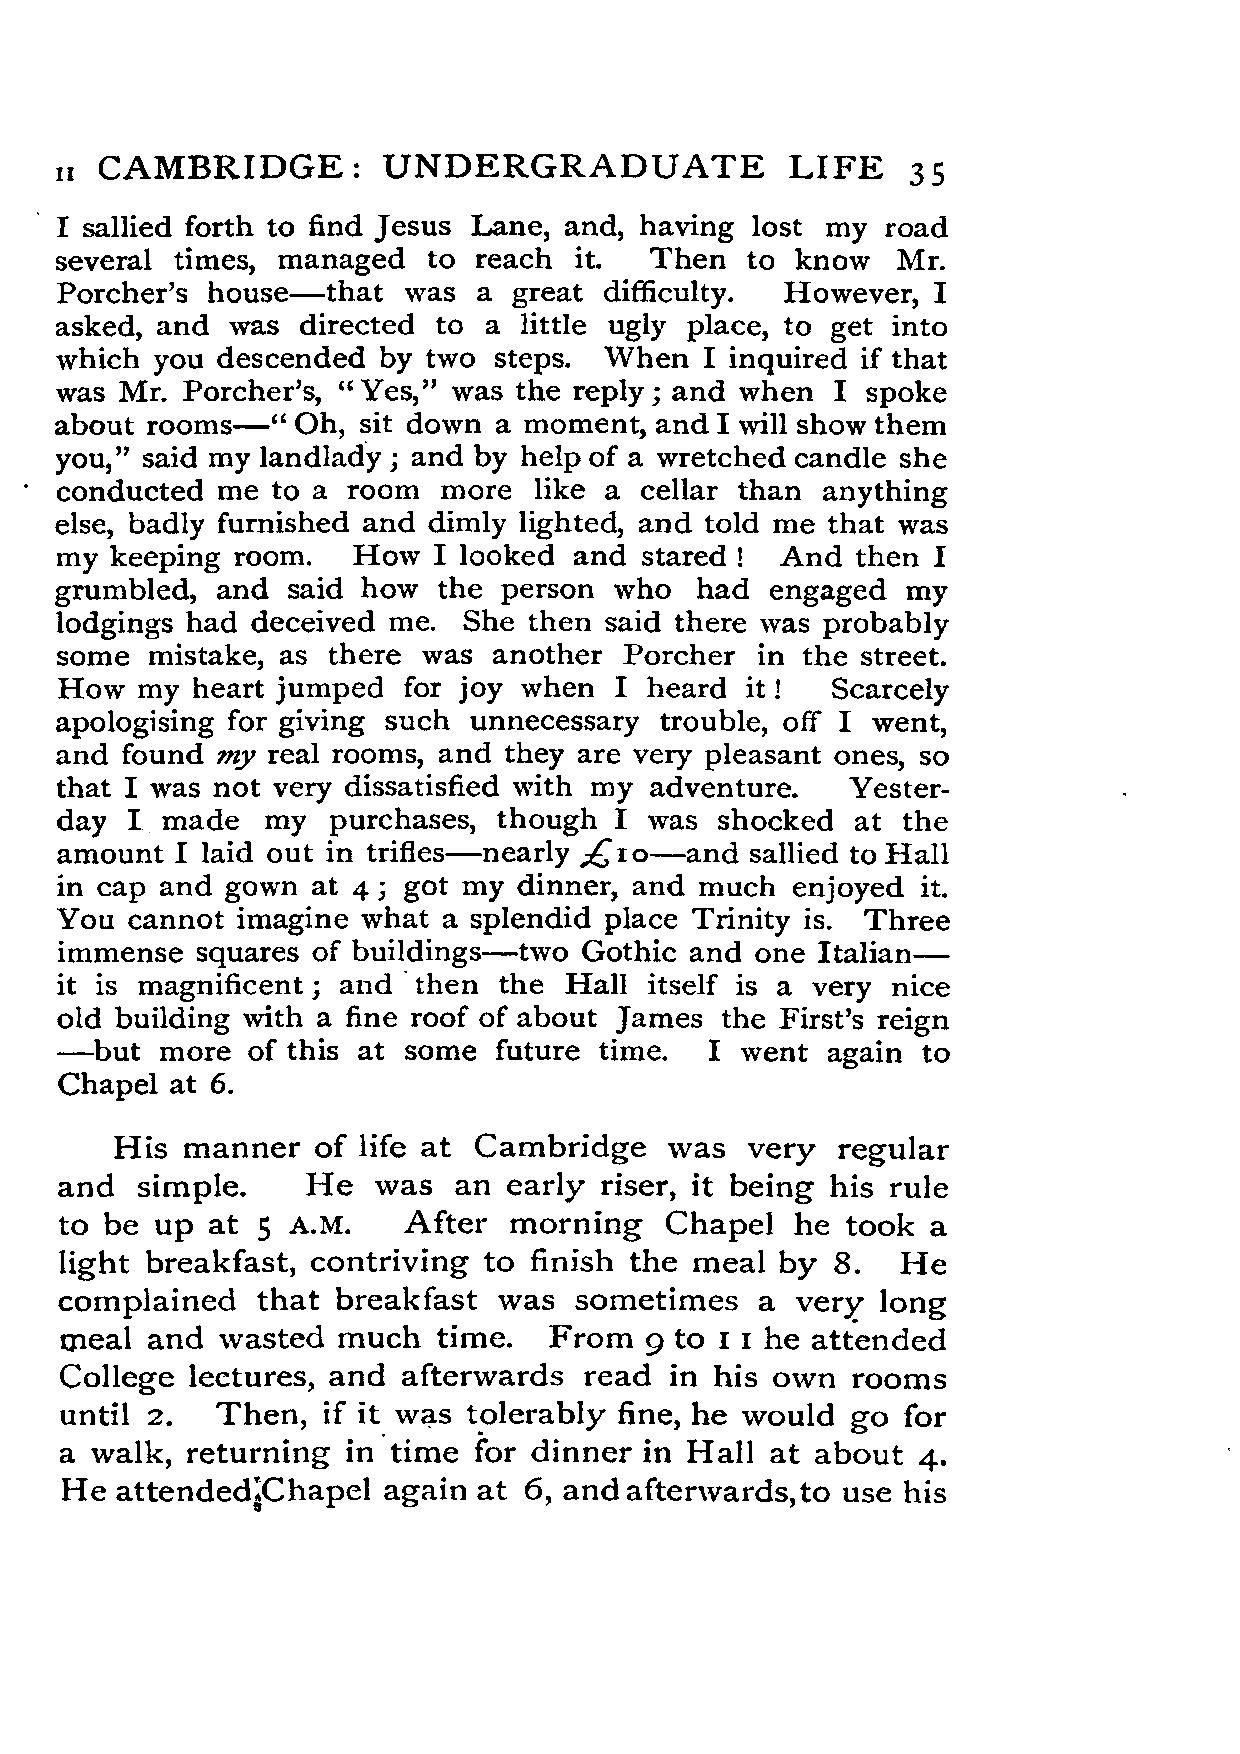 II CAMBRIDGE: UNDERGRADUATE LIFE 35
I sallied forth to find Jesus Lane, and, having lost my road
several times, managed to reach it. Then to know Mr.
Porcher's house—that was a great difficulty. However, I
asked, and was directed to a little ugly place, to get into
which you descended by two steps. When I inquired if that
was Mr. Porcher's, "Yes," was the reply; and when I spoke
about rooms—"Oh, sit down a moment, and I will show them
you," said my landlady; and by help of a wretched candle she
conducted me to a room more like a cellar than anything
else, badly furnished and dimly lighted, and told me that was
my keeping room. How I looked and stared! And then I
grumbled, and said how the person who had engaged my
lodgings had deceived me. She then said there was probably
some mistake, as there was another Porcher in the street.
How my heart jumped for joy when I heard it! Scarcely
apologising for giving such unnecessary trouble, off I went,
and found my real rooms, and they are very pleasant ones, so
that I was not very dissatisfied with my adventure. Yester-
day I made my purchases, though I was shocked at the
amount I laid out in trifles—nearly £10—and sallied to Hall
in cap and gown at 4; got my dinner, and much enjoyed it.
You cannot imagine what a splendid place Trinity is. Three
immense squares of buildings—two Gothic and one Italian—
it is magnificent; and then the Hall itself is a very nice
old building with a fine roof of about James the First's reign
—but more of this at some future time. I went again to
Chapel at 6.
His manner of life at Cambridge was very regular
and simple. He was an early riser, it being his rule
to be up at 5 A.M. After morning Chapel he took a
light breakfast, contriving to finish the meal by 8. He
complained that breakfast was sometimes a very long
meal and wasted much time. From 9 to 11 he attended
College lectures, and afterwards read in his own rooms
until 2. Then, if it was tolerably fine, he would go for
a walk, returning in time for dinner in Hall at about 4.
He attended Chapel again at 6, and afterwards, to use his